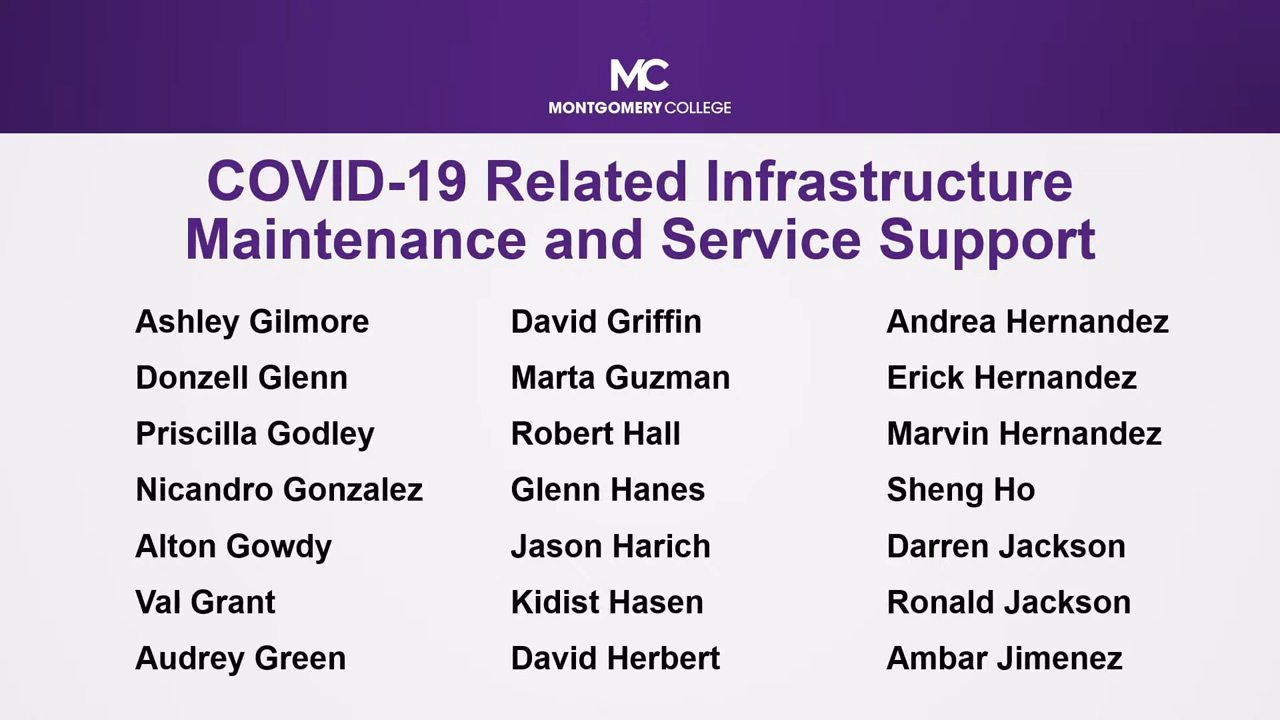 MC
MONTGOMERY COLLEGE
COVID-19 Related Infrastructure
Maintenance and Service Support
Ashley Gilmore
Donzell Glenn
Priscilla Godley
Nicandro Gonzalez
Alton Gowdy
Val Grant
Audrey Green
David Griffin
Marta Guzman
Robert Hall
Glenn Hanes
Jason Harich
Kidist Hasen
David Herbert
Andrea Hernandez
Erick Hernandez
Marvin Hernandez
Sheng Ho
Darren Jackson
Ronald Jackson
Ambar Jimenez